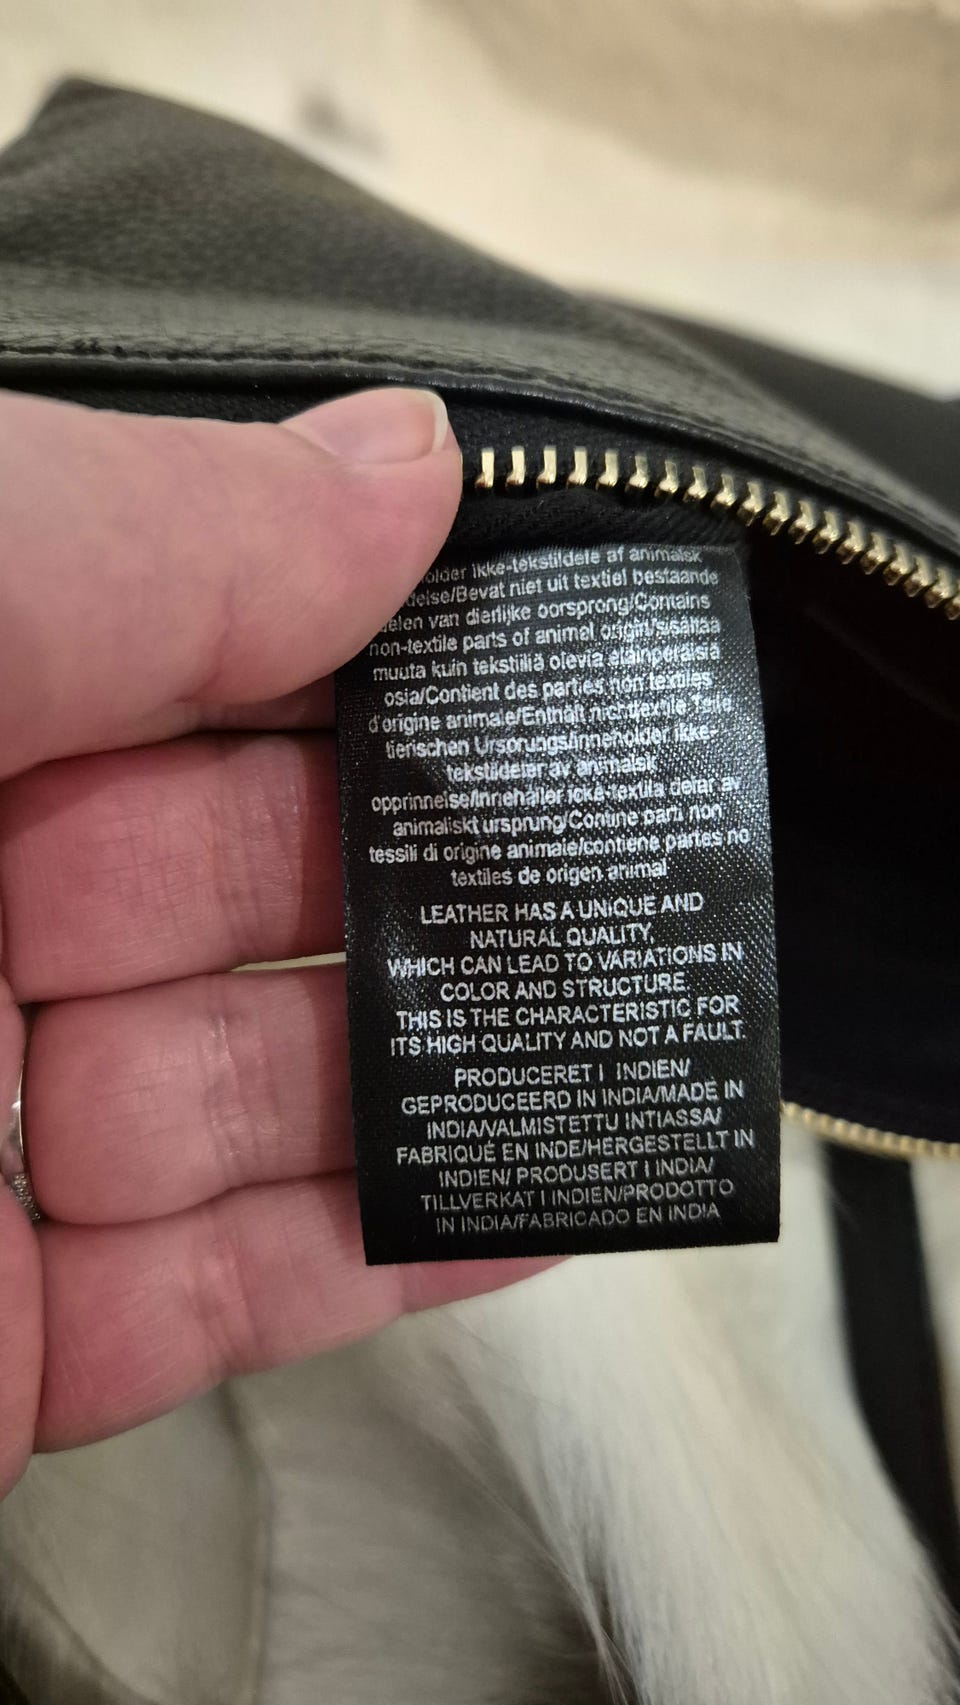 holder ikke-tekstildele af animalsk
delse/Bevat niet uit textiel bestaande
delen van dierlijke oorsprong/Contains
non-textile parts of animal origin/sisältää
muuta kuin tekstiiliä olevia eläinperäisiä
osia/Contient des parties non textiles
d'origine animale/Enthält nichttextile Teile
tierischen Ursprungs/Inneholder ikke-
tekstildeler av animalsk
opprinnelse/Innehåller icke-textila delar av
animaliskt ursprung/Contine parti non
tessili di origine animale/contiene partes no
textiles de origen animal
LEATHER HAS A UNIQUE AND
NATURAL QUALITY,
WHICH CAN LEAD TO VARIATIONS IN
COLOR AND STRUCTURE.
THIS IS THE CHARACTERISTIC FOR
ITS HIGH QUALITY AND NOT A FAULT.
PRODUCERET I INDIEN/
GEPRODUCEERD IN INDIA/MADE IN
INDIA/VALMISTETTU INTIASSA/
FABRIQUÉ EN INDE/HERGESTELLT IN
INDIEN/ PRODUSERT I INDIA/
TILLVERKAT I INDIEN/PRODOTTO
IN INDIA/FABRICADO EN INDIA